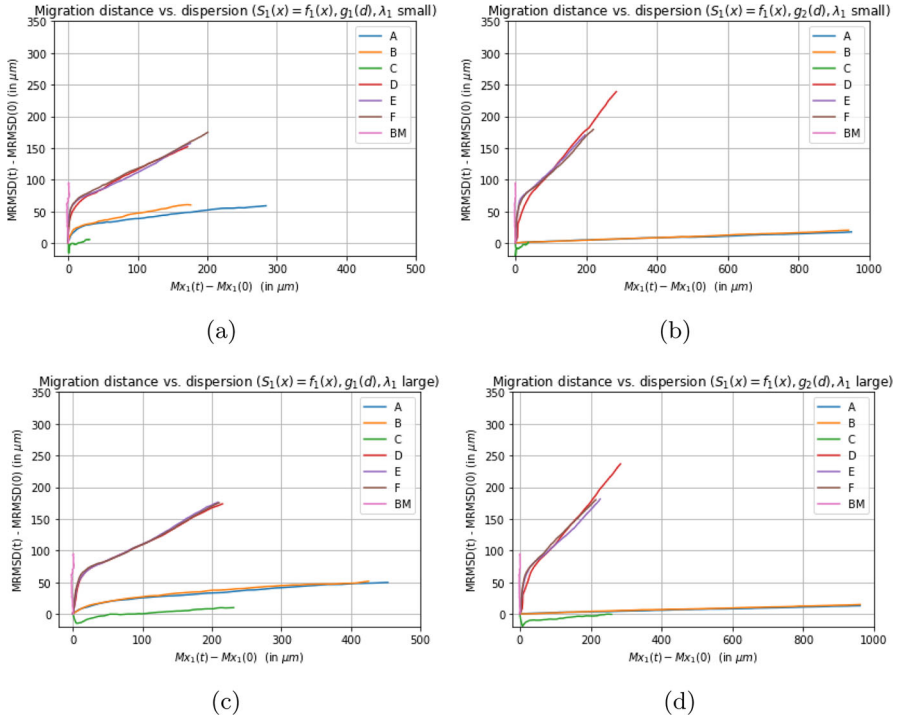 Migration distance vs. dispersion (S₁(x) = f₁(x), g₁(d), λ₁ small)
MRMSD(t) - MRMSD(0) (in μm)
350
300
250
200
150
100
50
0
0
100
200
300
400
500
Mx₁(t) − Mx₁(0) (in μm)
A
B
C
D
E
F
BM
(a)
Migration distance vs. dispersion (S₁(x) = f₁(x), g₂(d), λ₁ small)
MRMSD(t) - MRMSD(0) (in μm)
350
300
250
200
150
100
50
0
0
200
400
600
800
1000
Mx₁(t) − Mx₁(0) (in μm)
A
B
C
D
E
F
BM
(b)
Migration distance vs. dispersion (S₁(x) = f₁(x), g₁(d), λ₁ large)
MRMSD(t) - MRMSD(0) (in μm)
350
300
250
200
150
100
50
0
0
100
200
300
400
500
Mx₁(t) − Mx₁(0) (in μm)
A
B
C
D
E
F
BM
(c)
Migration distance vs. dispersion (S₁(x) = f₁(x), g₂(d), λ₁ large)
MRMSD(t) - MRMSD(0) (in μm)
350
300
250
200
150
100
50
0
0
200
400
600
800
1000
Mx₁(t) − Mx₁(0) (in μm)
A
B
C
D
E
F
BM
(d)